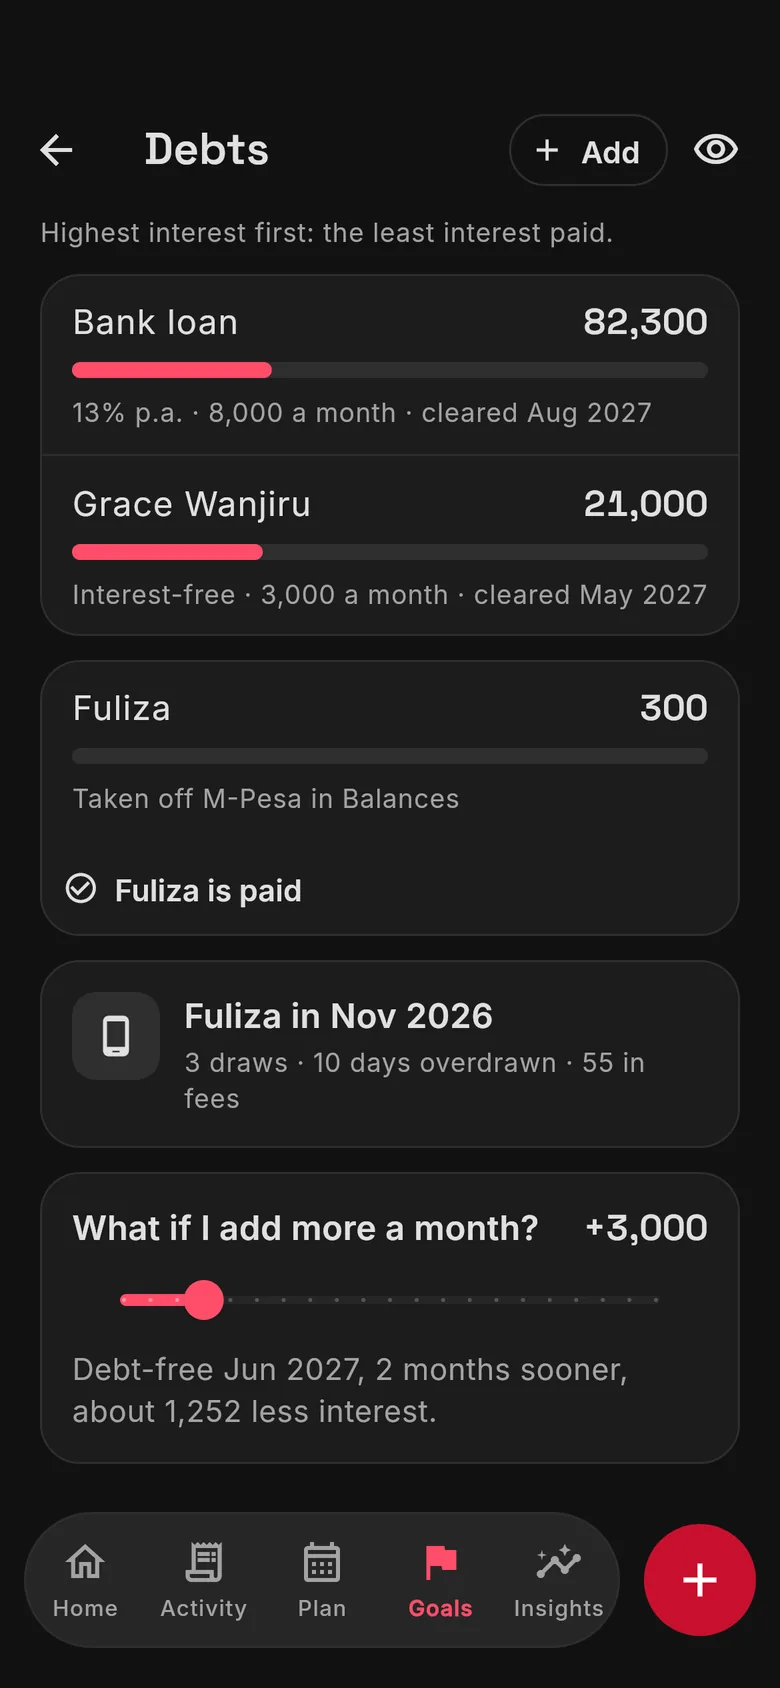 Debts
+ Add
Highest interest first: the least interest paid.
Bank loan 82,300
13% p.a. · 8,000 a month · cleared Aug 2027
Grace Wanjiru 21,000
Interest-free · 3,000 a month · cleared May 2027
Fuliza 300
Taken off M-Pesa in Balances
Fuliza is paid
Fuliza in Nov 2026
3 draws · 10 days overdrawn · 55 in
fees
What if I add more a month? +3,000
Debt-free Jun 2027, 2 months sooner,
about 1,252 less interest.
Home Activity Plan Goals Insights